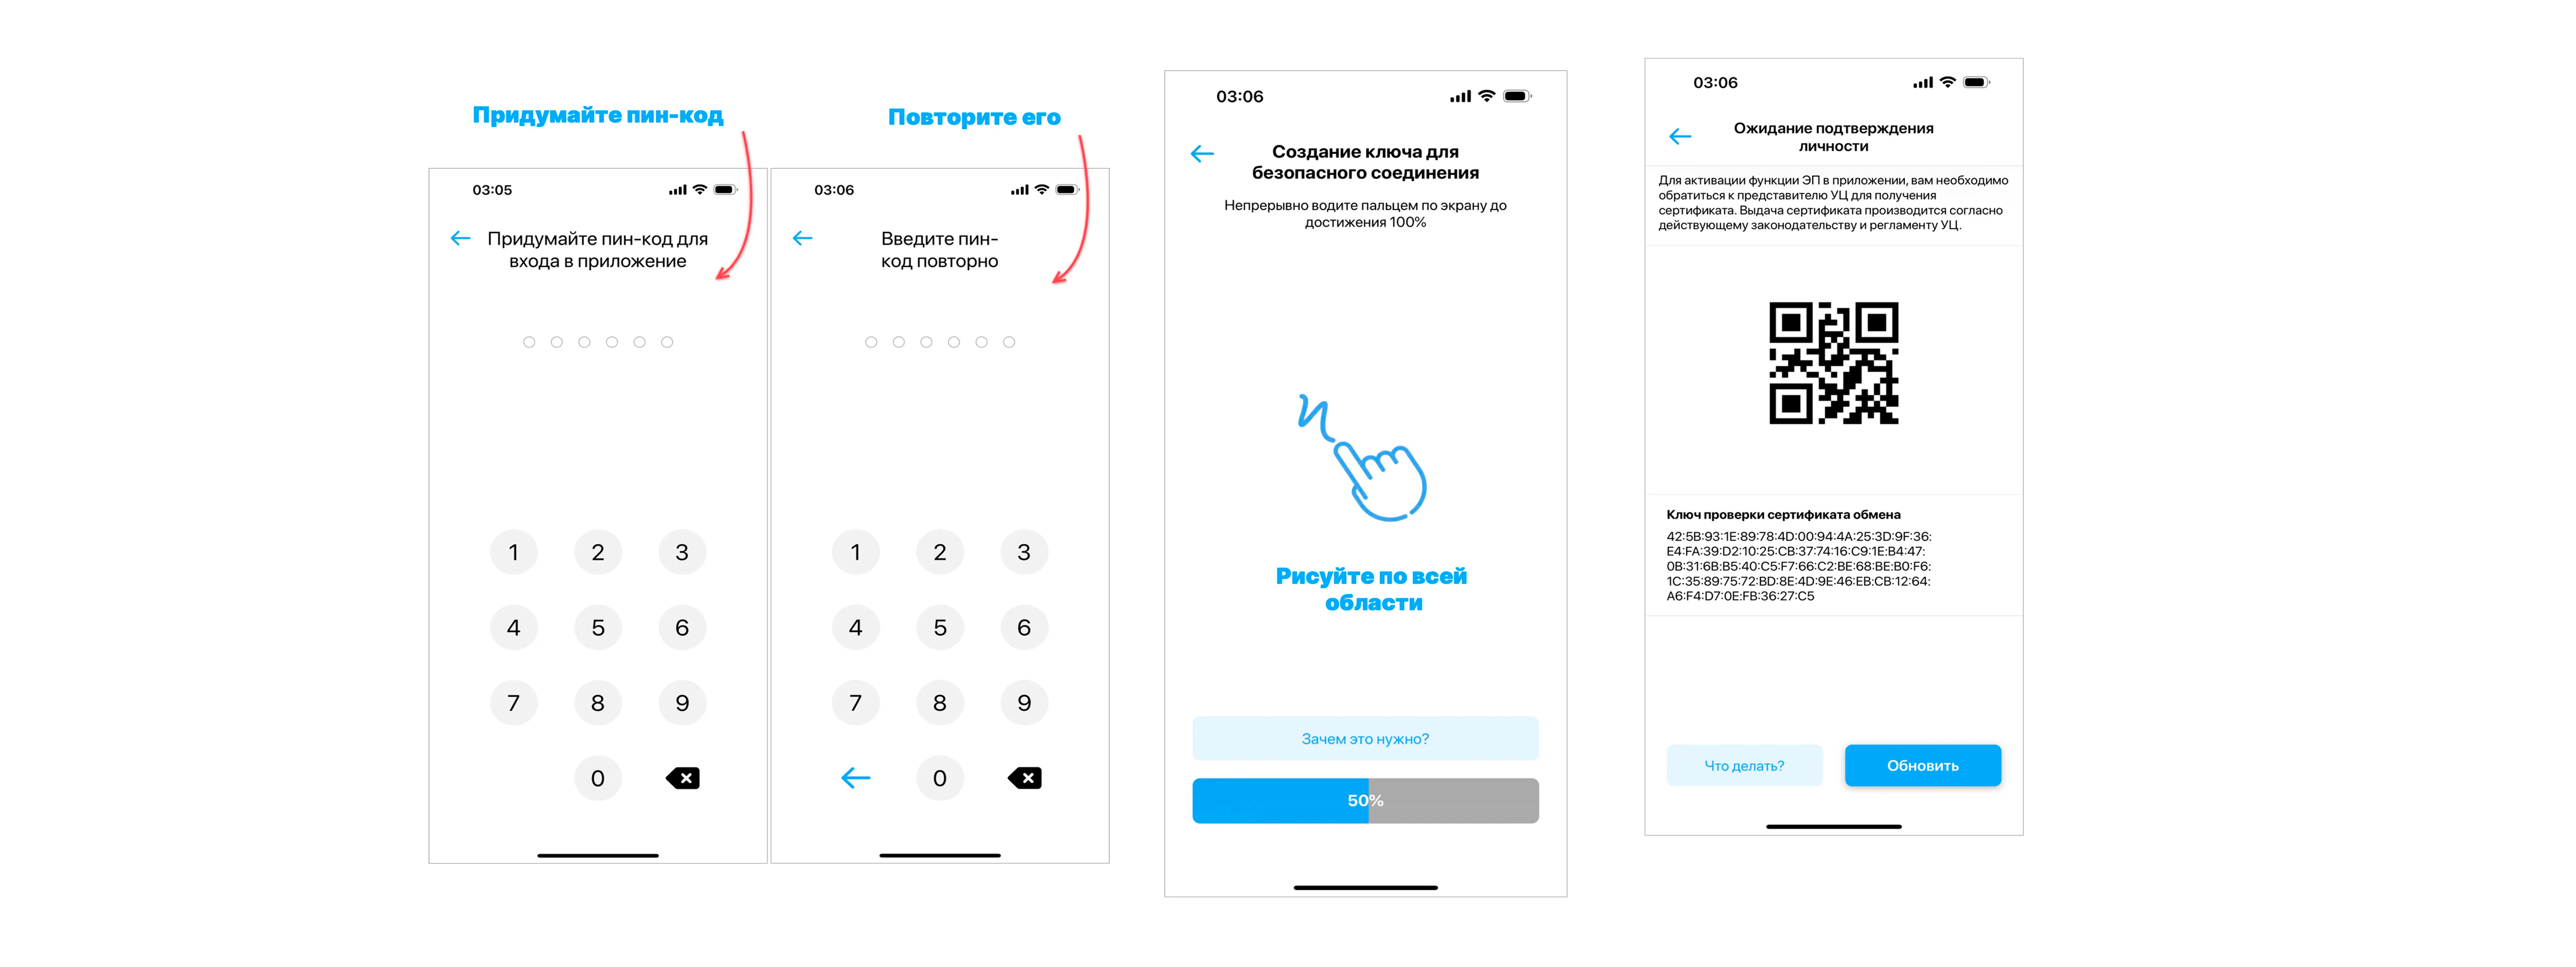 Придумайте пин-код
03:05
Придумайте пин-код для
входа в приложение
1 2 3
4 5 6
7 8 9
0
Повторите его
03:06
Введите пин-
код повторно
1 2 3
4 5 6
7 8 9
0
03:06
Создание ключа для
безопасного соединения
Непрерывно водите пальцем по экрану до
достижения 100%
Рисуйте по всей
области
Зачем это нужно?
50%
03:06
Ожидание подтверждения
личности
Для активации функции ЭП в приложении, вам необходимо
обратиться к представителю УЦ для получения
сертификата. Выдача сертификата производится согласно
действующему законодательству и регламенту УЦ.
Ключ проверки сертификата обмена
42:5B:93:1E:89:78:4D:00:94:4A:25:3D:9F:36:
E4:FA:39:D2:10:25:CB:37:74:16:C9:1E:B4:47:
0B:31:6B:B5:40:C5:F7:66:C2:BE:68:BE:B0:F6:
1C:35:89:75:72:BD:8E:4D:9E:46:EB:CB:12:64:
A6:F4:D7:0E:FB:36:27:C5
Что делать?
Обновить